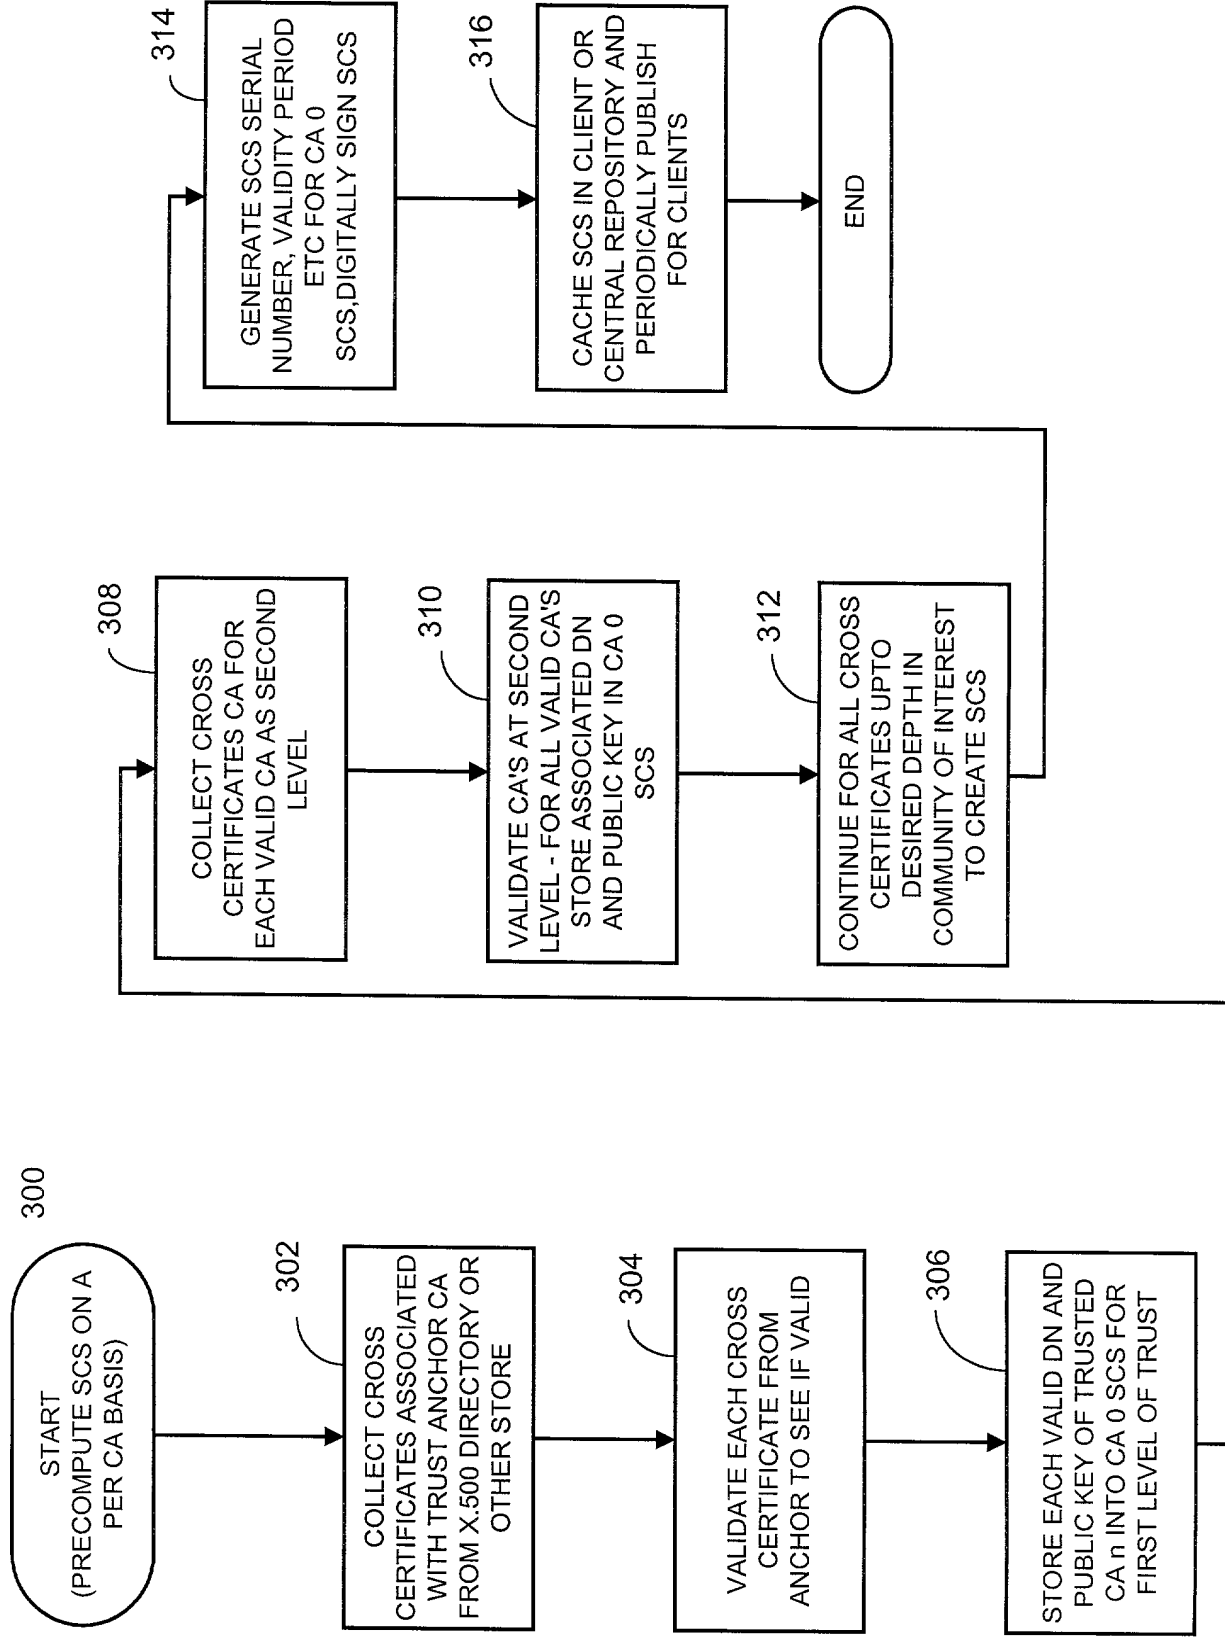 300
START
(PRECOMPUTE SCS ON A
PER CA BASIS)
302
COLLECT CROSS
CERTIFICATES ASSOCIATED
WITH TRUST ANCHOR CA
FROM X.500 DIRECTORY OR
OTHER STORE
304
VALIDATE EACH CROSS
CERTIFICATE FROM
ANCHOR TO SEE IF VALID
306
STORE EACH VALID DN AND
PUBLIC KEY OF TRUSTED
CA n INTO CA 0 SCS FOR
FIRST LEVEL OF TRUST
308
COLLECT CROSS
CERTIFICATES CA FOR
EACH VALID CA AS SECOND
LEVEL
310
VALIDATE CA'S AT SECOND
LEVEL - FOR ALL VALID CA'S
STORE ASSOCIATED DN
AND PUBLIC KEY IN CA 0
SCS
312
CONTINUE FOR ALL CROSS
CERTIFICATES UPTO
DESIRED DEPTH IN
COMMUNITY OF INTEREST
TO CREATE SCS
314
GENERATE SCS SERIAL
NUMBER, VALIDITY PERIOD
ETC FOR CA 0
SCS,DIGITALLY SIGN SCS
316
CACHE SCS IN CLIENT OR
CENTRAL REPOSITORY AND
PERIODICALLY PUBLISH
FOR CLIENTS
END